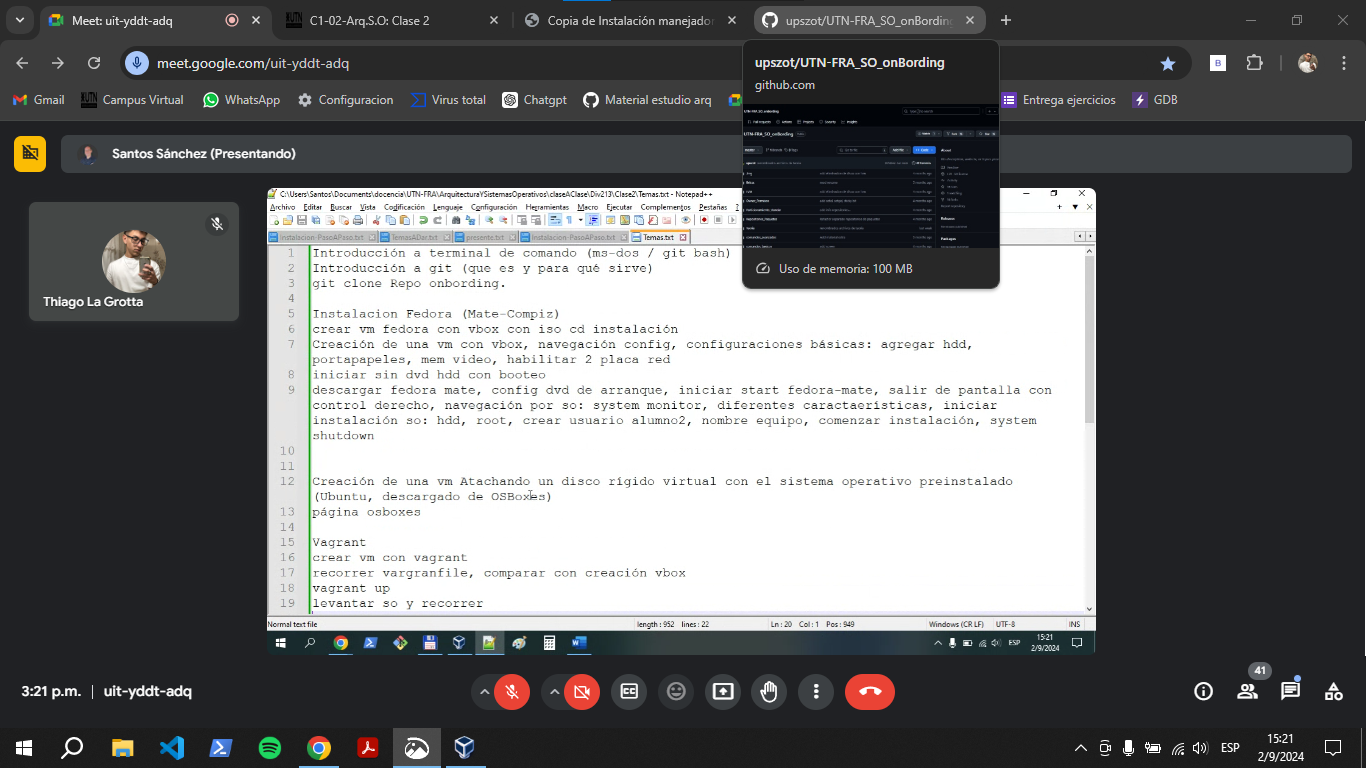 Meet: uit-yddt-adq
C1-02-Arq.S.O: Clase 2
Copia de Instalación manejador
upszot/UTN-FRA_SO_onBording
meet.google.com/uit-yddt-adq
upszot/UTN-FRA_SO_onBording
github.com
Gmail
Campus Virtual
WhatsApp
Configuracion
Virus total
Chatgpt
Material estudio arq
Entrega ejercicios
GDB
Santos Sánchez (Presentando)
UTN-FRA_SO_onBording
Uso de memoria: 100 MB
Thiago La Grotta
C:\Users\Santos\Documents\docencia\UTN-FRA\ArquitecturaYSistemasOperativos\claseAClase\Div213\Clase2\Temas.txt - Notepad++
Archivo Editar Buscar Vista Codificación Lenguaje Configuración Herramientas Macro Ejecutar Complementos Pestañas ?
instalacion-PasoAPaso.txt TemasADar.txt presente.txt Instalacion-PasoAPaso.txt Temas.txt
1 Introducción a terminal de comando (ms-dos / git bash)
2 Introducción a git (que es y para qué sirve)
3 git clone Repo onbording.
4
5 Instalacion Fedora (Mate-Compiz)
6 crear vm fedora con vbox con iso cd instalación
7 Creación de una vm con vbox, navegación config, configuraciones básicas: agregar hdd,
portapapeles, mem video, habilitar 2 placa red
8 iniciar sin dvd hdd con booteo
9 descargar fedora mate, config dvd de arranque, iniciar start fedora-mate, salir de pantalla con
control derecho, navegación por so: system monitor, diferentes caractaerísticas, iniciar
instalación so: hdd, root, crear usuario alumno2, nombre equipo, comenzar instalación, system
shutdown
10
11
12 Creación de una vm Atachando un disco rígido virtual con el sistema operativo preinstalado
(Ubuntu, descargado de OSBoxes)
13 página osboxes
14
15 Vagrant
16 crear vm con vagrant
17 recorrer vargranfile, comparar con creación vbox
18 vagrant up
19 levantar so y recorrer
Normal text file length : 952 lines : 22 Ln : 20 Col : 1 Pos : 949 Windows (CR LF) UTF-8 INS
ESP
15:21
2/9/2024
3:21 p.m. | uit-yddt-adq
41
ESP
15:21
2/9/2024